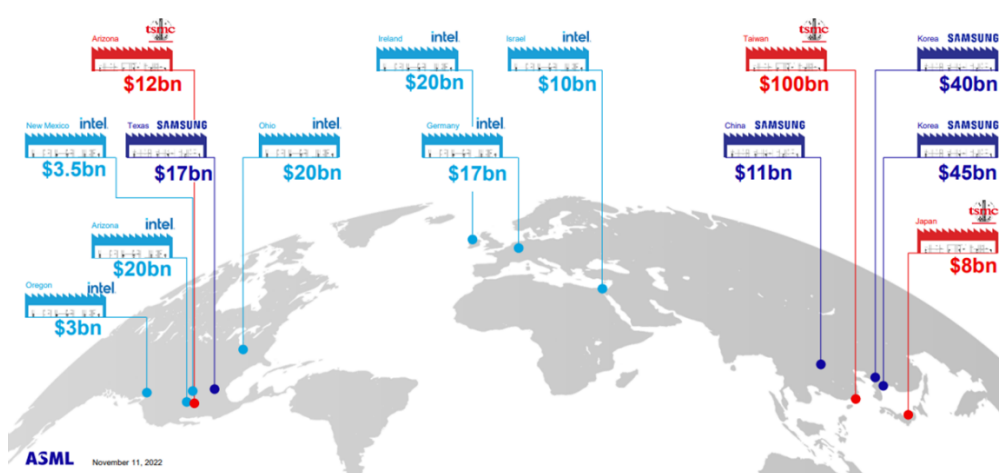 Arizona tsmc
$12bn
New Mexico intel
$3.5bn
Texas SAMSUNG
$17bn
Ohio intel
$20bn
Arizona intel
$20bn
Oregon intel
$3bn
Ireland intel
$20bn
Israel intel
$10bn
Germany intel
$17bn
Taiwan tsmc
$100bn
Korea SAMSUNG
$40bn
China SAMSUNG
$11bn
Korea SAMSUNG
$45bn
Japan tsmc
$8bn
ASML November 11, 2022